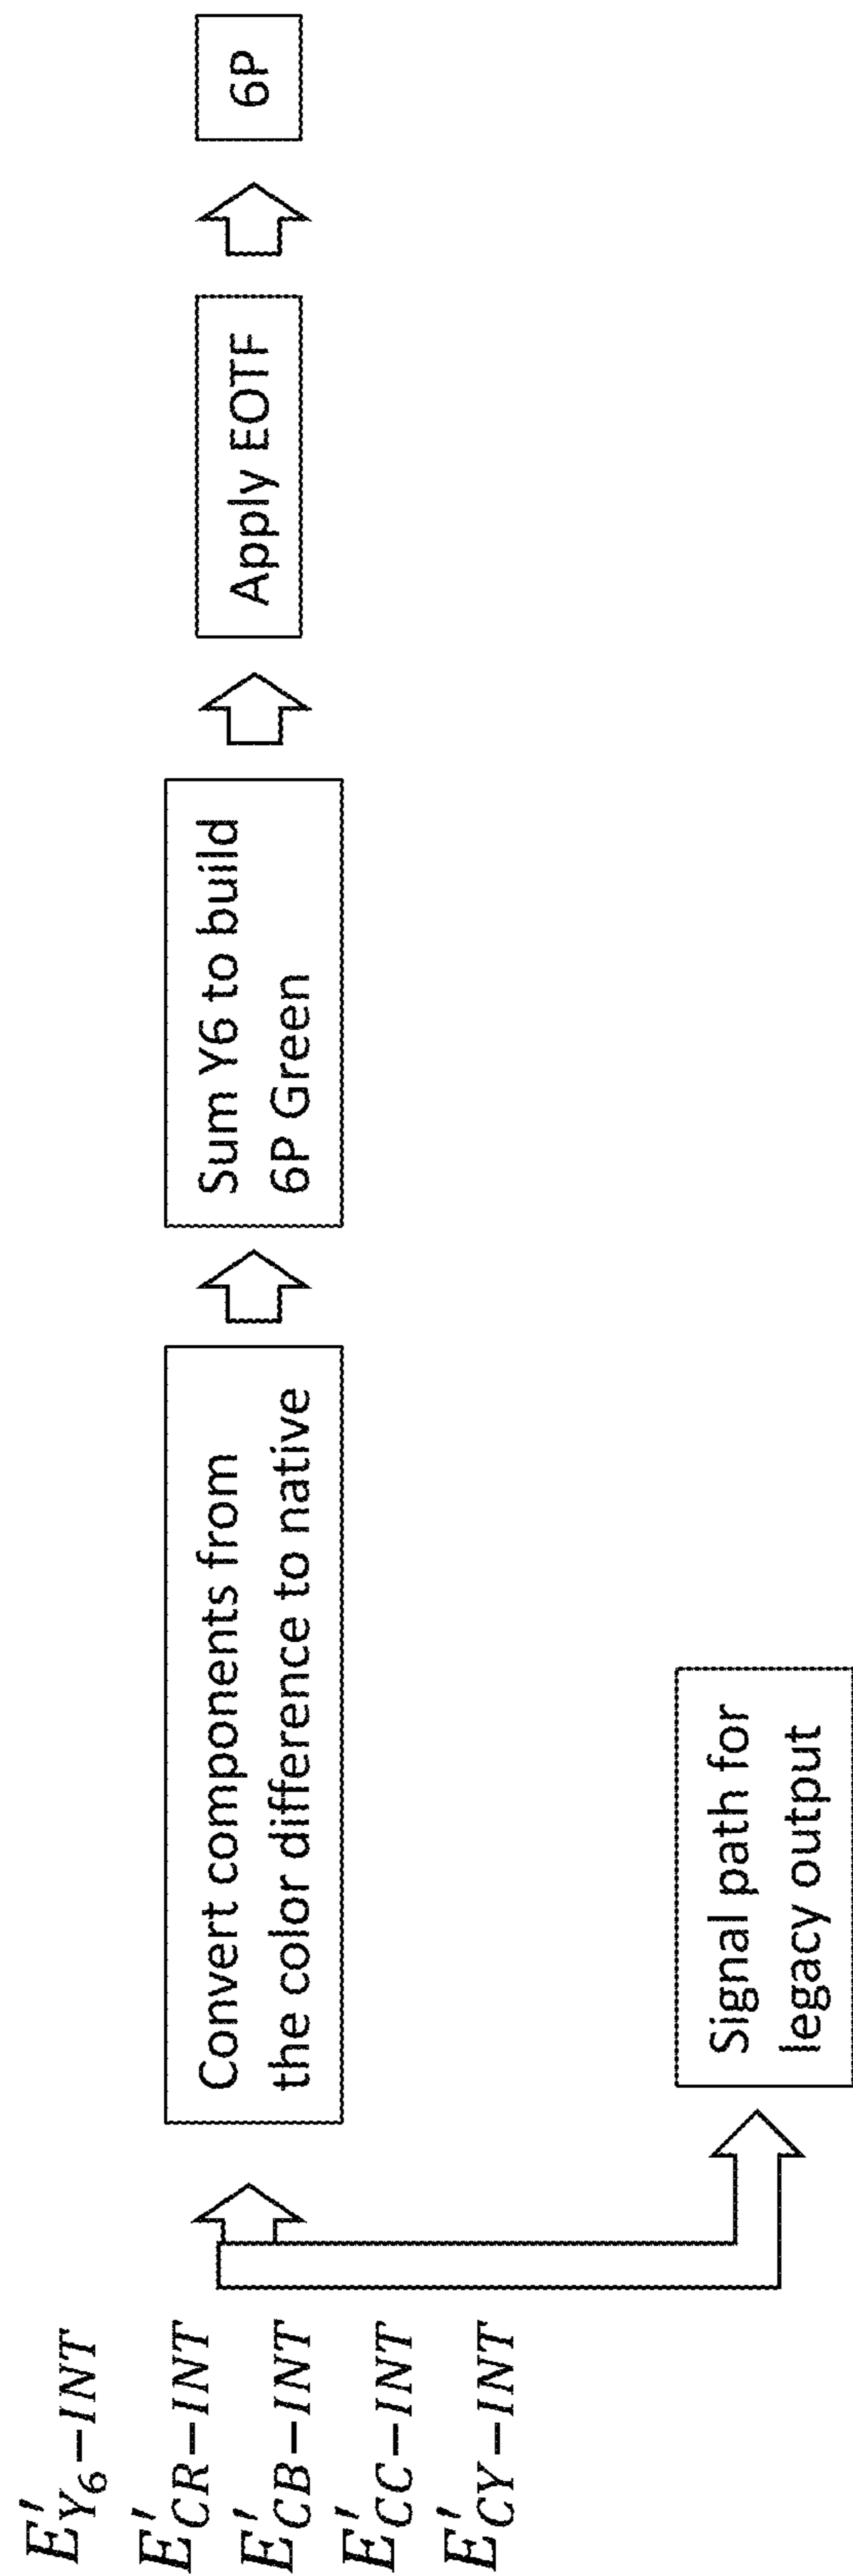 E'Y6−INT
E'CR−INT
E'CB−INT
E'CC−INT
E'CY−INT
Convert components from
the color difference to native
Sum Y6 to build
6P Green
Apply EOTF
6P
Signal path for
legacy output